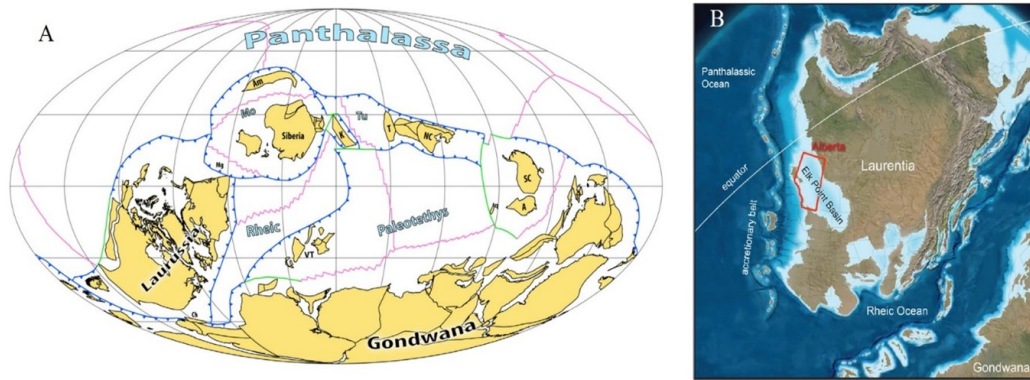 A
Panthalassa
Am
Mo
Tu
Siberia
K
T
NC
SC
A
Rheic
Paleotethys
VT
Gondwana
B
Panthalassic
Ocean
Alberta
Laurentia
equator
Elk Point Basin
accretionary belt
Rheic Ocean
Gondwana